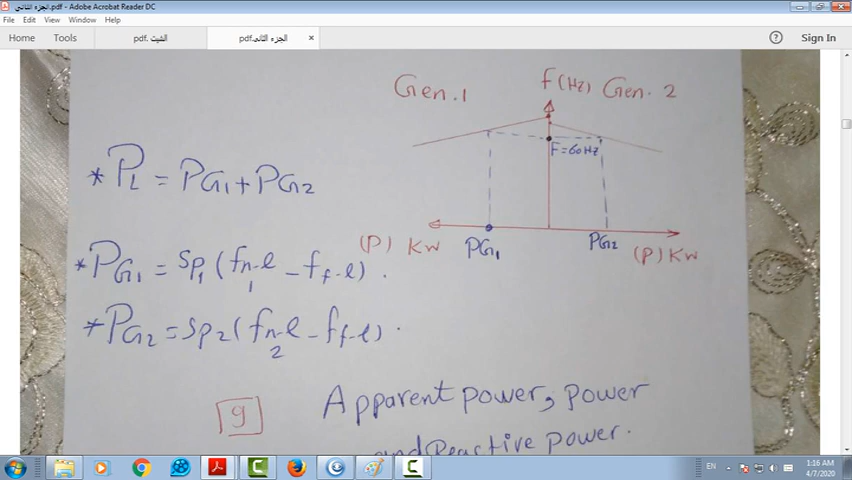 الجزء الثاني.pdf - Adobe Acrobat Reader DC
File Edit View Window Help
Home Tools الشيت.pdf الجزء الثاني.pdf × ? Sign In
Gen.1 f(Hz) Gen. 2
F=60Hz
* PL = PG1 + PG2
(P) Kw PG1 PG2 (P) Kw
* PG1 = Sp1 (fn-l1 - ff-l) .
* PG2 = Sp2 (fn-l2 - ff-l) .
9 Apparent power, power
and Reactive power.
EN 1:16 AM
4/7/2020